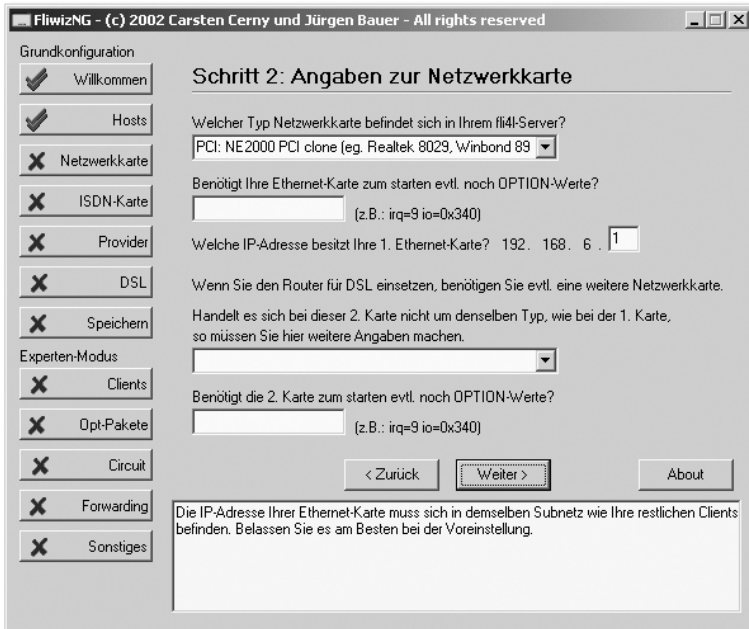 FliwizNG - (c) 2002 Carsten Cerny und Jürgen Bauer - All rights reserved
Grundkonfiguration
Willkommen
Hosts
Netzwerkkarte
ISDN-Karte
Provider
DSL
Speichern
Experten-Modus
Clients
Opt-Pakete
Circuit
Forwarding
Sonstiges
Schritt 2: Angaben zur Netzwerkkarte
Welcher Typ Netzwerkkarte befindet sich in Ihrem fli4l-Server?
PCI: NE2000 PCI clone (eg. Realtek 8029, Winbond 89
Benötigt Ihre Ethernet-Karte zum starten evtl. noch OPTION-Werte?
(z.B.: irq=9 io=0x340)
Welche IP-Adresse besitzt Ihre 1. Ethernet-Karte? 192. 168. 6 . 1
Wenn Sie den Router für DSL einsetzen, benötigen Sie evtl. eine weitere Netzwerkkarte.
Handelt es sich bei dieser 2. Karte nicht um denselben Typ, wie bei der 1. Karte,
so müssen Sie hier weitere Angaben machen.
Benötigt die 2. Karte zum starten evtl. noch OPTION-Werte?
(z.B.: irq=9 io=0x340)
< Zurück
Weiter >
About
Die IP-Adresse Ihrer Ethernet-Karte muss sich in demselben Subnetz wie Ihre restlichen Clients
befinden. Belassen Sie es am Besten bei der Voreinstellung.